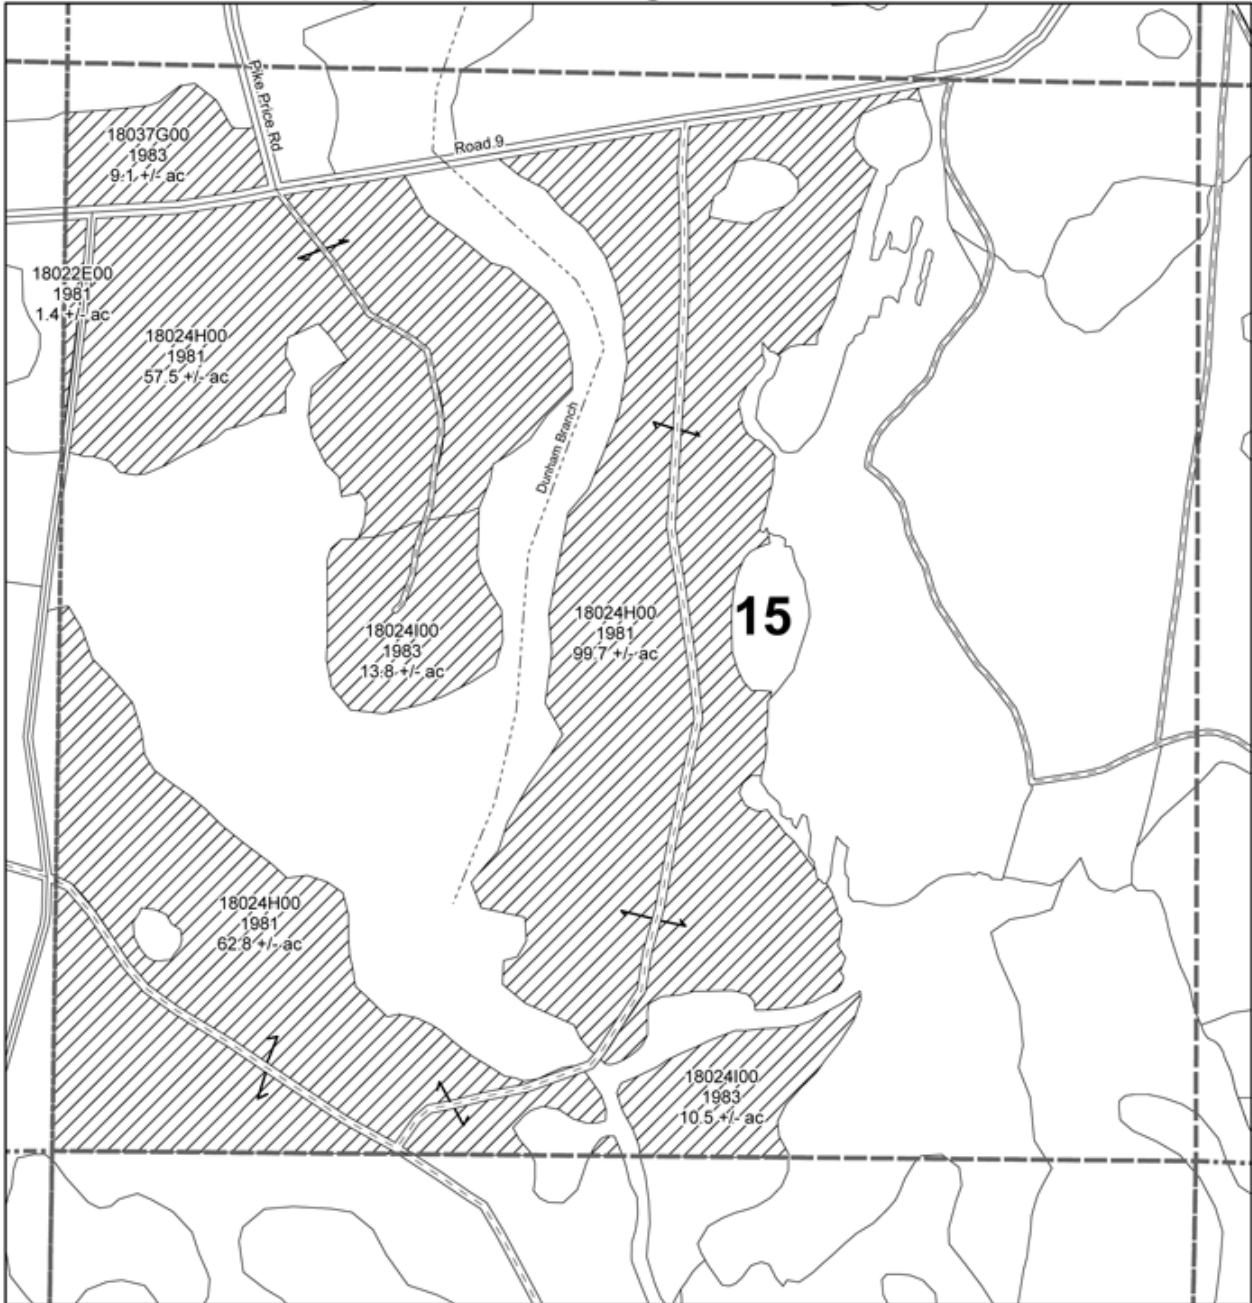 Pike Price Rd
18037G00
1983
9.1 +/- ac
Road 9
18022E00
1981
1.4 +/- ac
18024H00
1981
57.5 +/- ac
Dunham Branch
18024I00
1983
13.8 +/- ac
18024H00
1981
99.7 +/- ac
15
18024H00
1981
62.8 +/- ac
18024I00
1983
10.5 +/- ac